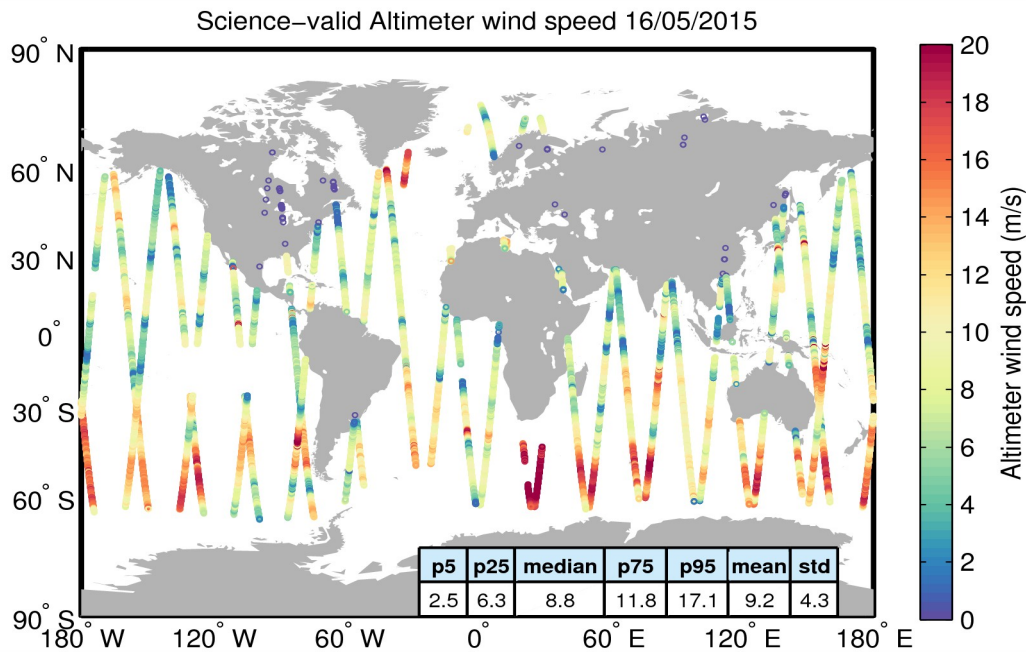 Science−valid Altimeter wind speed 16/05/2015
90° N
60° N
30° N
0°
30° S
60° S
90° S
180° W
120° W
60° W
0°
60° E
120° E
180° E
p5 p25 median p75 p95 mean std
2.5 6.3 8.8 11.8 17.1 9.2 4.3
20
18
16
14
12
10
8
6
4
2
0
Altimeter wind speed (m/s)